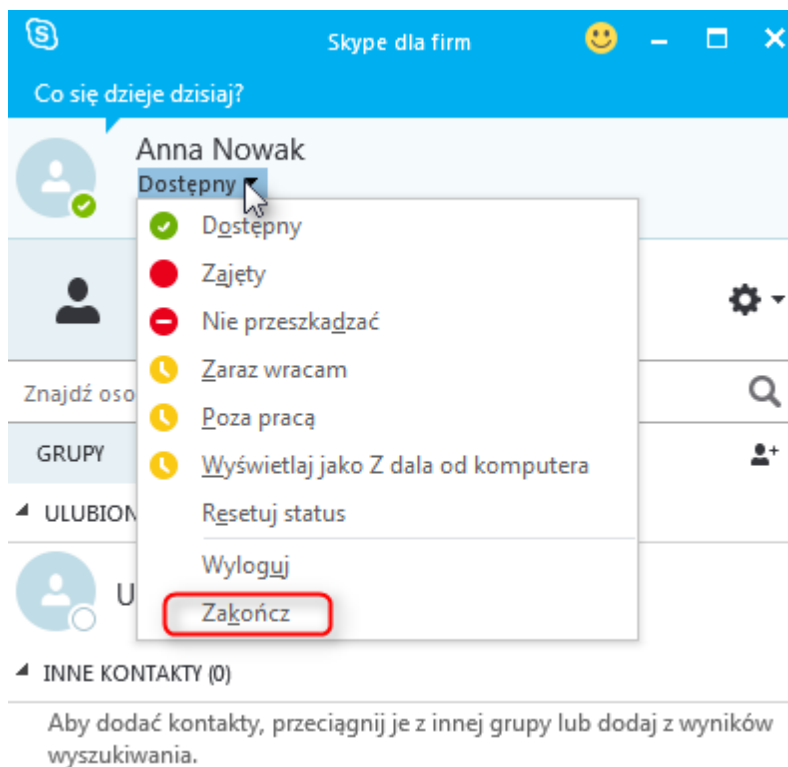 Skype dla firm
Co się dzieje dzisiaj?
Anna Nowak
Dostępny
Dostępny
Zajęty
Nie przeszkadzać
Zaraz wracam
Poza pracą
Wyświetlaj jako Z dala od komputera
Resetuj status
Wyloguj
Zakończ
Znajdź
GRUPY
INNE KONTAKTY (0)
Aby dodać kontakty, przeciągnij je z innej grupy lub dodaj z wyników
wyszukiwania.